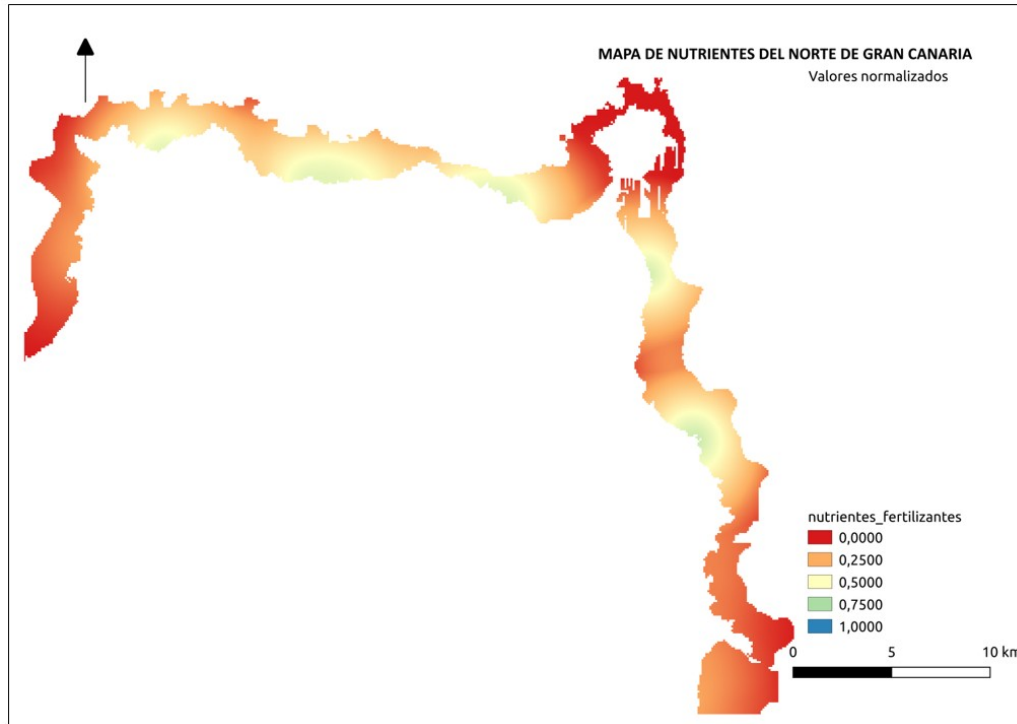 MAPA DE NUTRIENTES DEL NORTE DE GRAN CANARIA
Valores normalizados
nutrientes_fertilizantes
0,0000
0,2500
0,5000
0,7500
1,0000
0 5 10 km